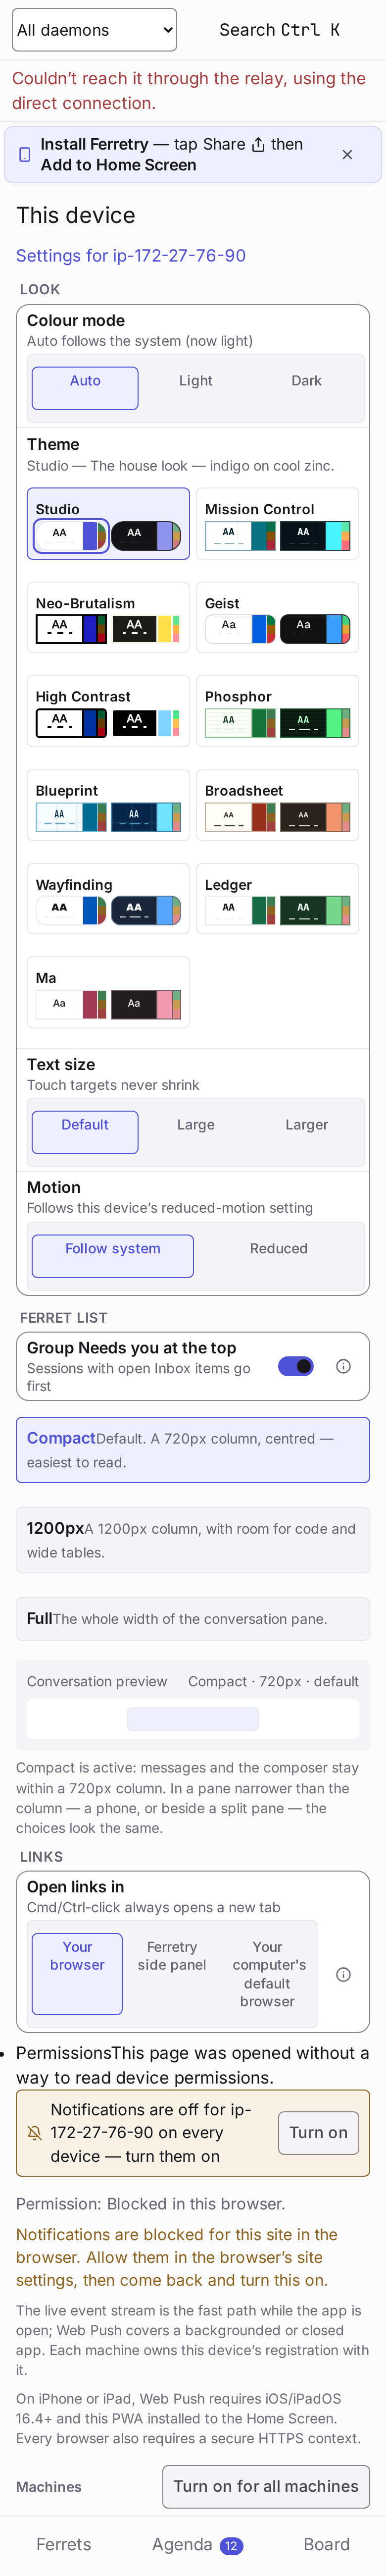 All daemons
Search Ctrl K
Couldn’t reach it through the relay, using the
direct connection.
Install Ferretry — tap Share then
Add to Home Screen
This device
Settings for ip-172-27-76-90
LOOK
Colour mode
Auto follows the system (now light)
Auto Light Dark
Theme
Studio — The house look — indigo on cool zinc.
Studio Mission Control
AA AA AA AA
Neo-Brutalism Geist
AA AA Aa Aa
High Contrast Phosphor
AA AA AA AA
Blueprint Broadsheet
AA AA AA AA
Wayfinding Ledger
AA AA AA AA
Ma
Aa Aa
Text size
Touch targets never shrink
Default Large Larger
Motion
Follows this device’s reduced-motion setting
Follow system Reduced
FERRET LIST
Group Needs you at the top
Sessions with open Inbox items go
first
CompactDefault. A 720px column, centred —
easiest to read.
1200pxA 1200px column, with room for code and
wide tables.
FullThe whole width of the conversation pane.
Conversation preview Compact · 720px · default
Compact is active: messages and the composer stay
within a 720px column. In a pane narrower than the
column — a phone, or beside a split pane — the
choices look the same.
LINKS
Open links in
Cmd/Ctrl-click always opens a new tab
Your
browser
Ferretry
side panel
Your
computer's
default
browser
PermissionsThis page was opened without a
way to read device permissions.
Notifications are off for ip-
172-27-76-90 on every
device — turn them on
Turn on
Permission: Blocked in this browser.
Notifications are blocked for this site in the
browser. Allow them in the browser’s site
settings, then come back and turn this on.
The live event stream is the fast path while the app is
open; Web Push covers a backgrounded or closed
app. Each machine owns this device’s registration with
it.
On iPhone or iPad, Web Push requires iOS/iPadOS
16.4+ and this PWA installed to the Home Screen.
Every browser also requires a secure HTTPS context.
Machines
Turn on for all machines
Ferrets Agenda 12 Board